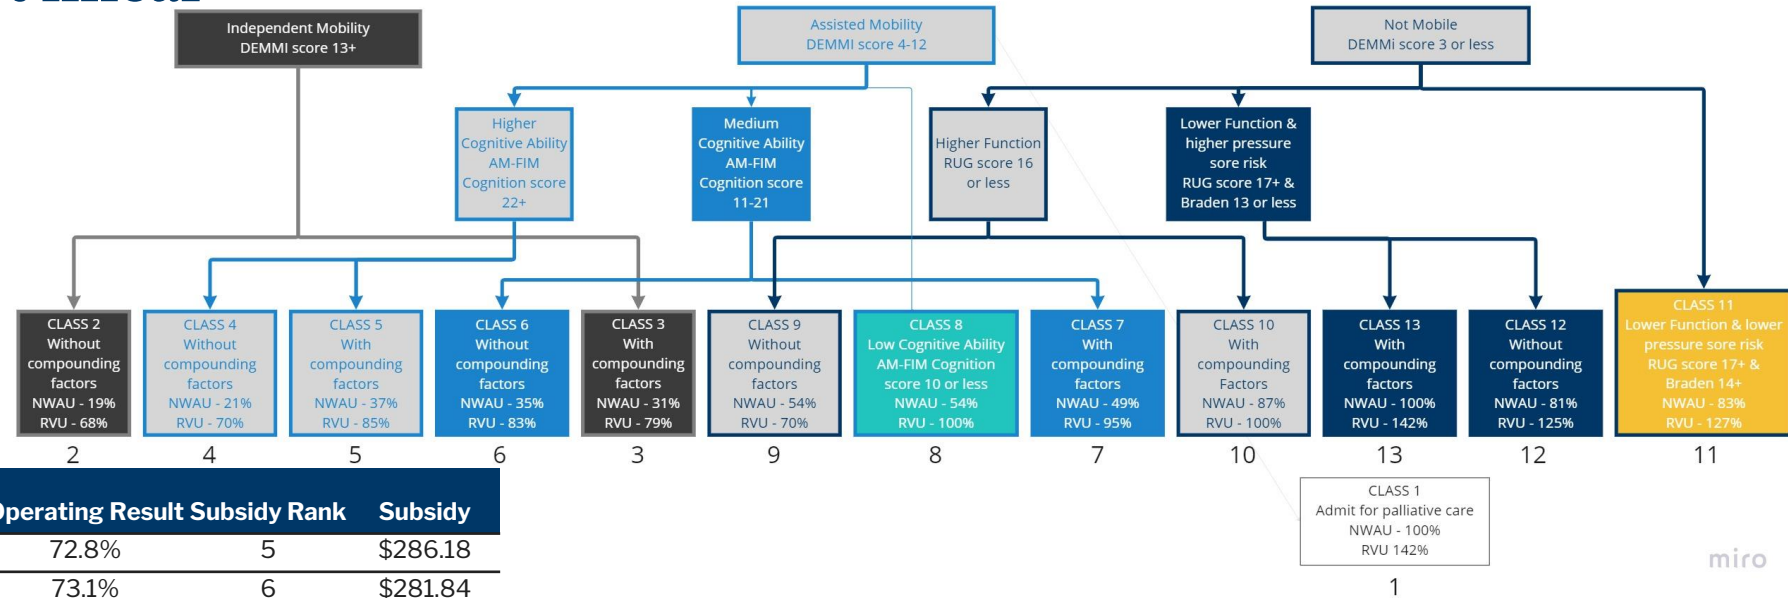 Independent Mobility
DEMMI score 13+
Assisted Mobility
DEMMI score 4-12
Not Mobile
DEMMi score 3 or less
Higher
Cognitive Ability
AM-FIM
Cognition score
22+
Medium
Cognitive Ability
AM-FIM
Cognition score
11-21
Higher Function
RUG score 16
or less
Lower Function &
higher pressure
sore risk
RUG score 17+ &
Braden 13 or less
CLASS 2
Without
compounding
factors
NWAU - 19%
RVU - 68%
2
CLASS 4
Without
compounding
factors
NWAU - 21%
RVU - 70%
4
CLASS 5
With
compounding
factors
NWAU - 37%
RVU - 85%
5
CLASS 6
Without
compounding
factors
NWAU - 35%
RVU - 83%
6
CLASS 3
With
compounding
factors
NWAU - 31%
RVU - 79%
3
CLASS 9
Without
compounding
factors
NWAU - 54%
RVU - 70%
9
CLASS 8
Low Cognitive Ability
AM-FIM Cognition
score 10 or less
NWAU - 54%
RVU - 100%
8
CLASS 7
With
compounding
factors
NWAU - 49%
RVU - 95%
7
CLASS 10
With
compounding
Factors
NWAU - 87%
RVU - 100%
10
CLASS 13
With
compounding
factors
NWAU - 100%
RVU - 142%
13
CLASS 12
Without
compounding
factors
NWAU - 81%
RVU - 125%
12
CLASS 11
Lower Function & lower
pressure sore risk
RUG score 17+ &
Braden 14+
NWAU - 83%
RVU - 127%
11
CLASS 1
Admit for palliative care
NWAU - 100%
RVU 142%
1
Operating Result Subsidy Rank Subsidy
72.8% 5 $286.18
73.1% 6 $281.84
miro